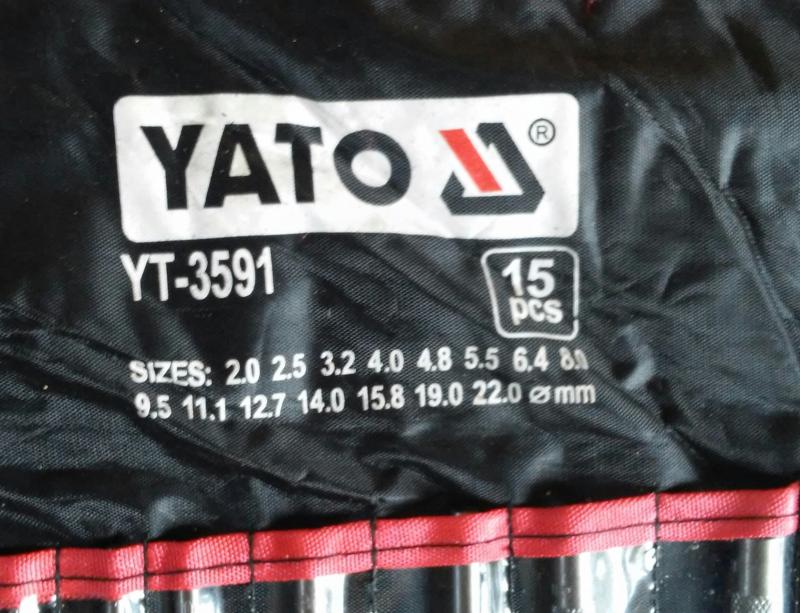 YATO ®
YT-3591
15
pcs
SIZES: 2.0 2.5 3.2 4.0 4.8 5.5 6.4 8.0
9.5 11.1 12.7 14.0 15.8 19.0 22.0 ⌀mm